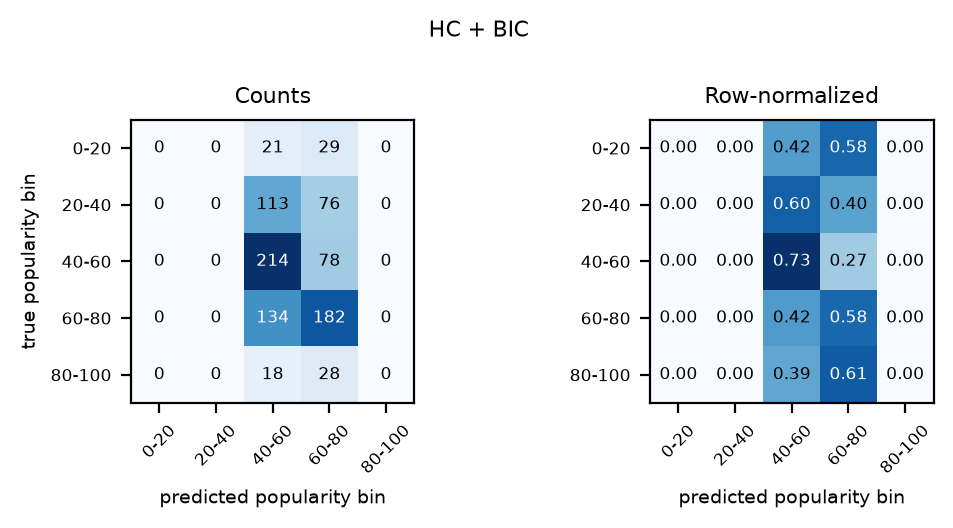 HC + BIC
Counts
true popularity bin
0-20 0 0 21 29 0
20-40 0 0 113 76 0
40-60 0 0 214 78 0
60-80 0 0 134 182 0
80-100 0 0 18 28 0
0-20 20-40 40-60 60-80 80-100
predicted popularity bin
Row-normalized
0-20 0.00 0.00 0.42 0.58 0.00
20-40 0.00 0.00 0.60 0.40 0.00
40-60 0.00 0.00 0.73 0.27 0.00
60-80 0.00 0.00 0.42 0.58 0.00
80-100 0.00 0.00 0.39 0.61 0.00
0-20 20-40 40-60 60-80 80-100
predicted popularity bin